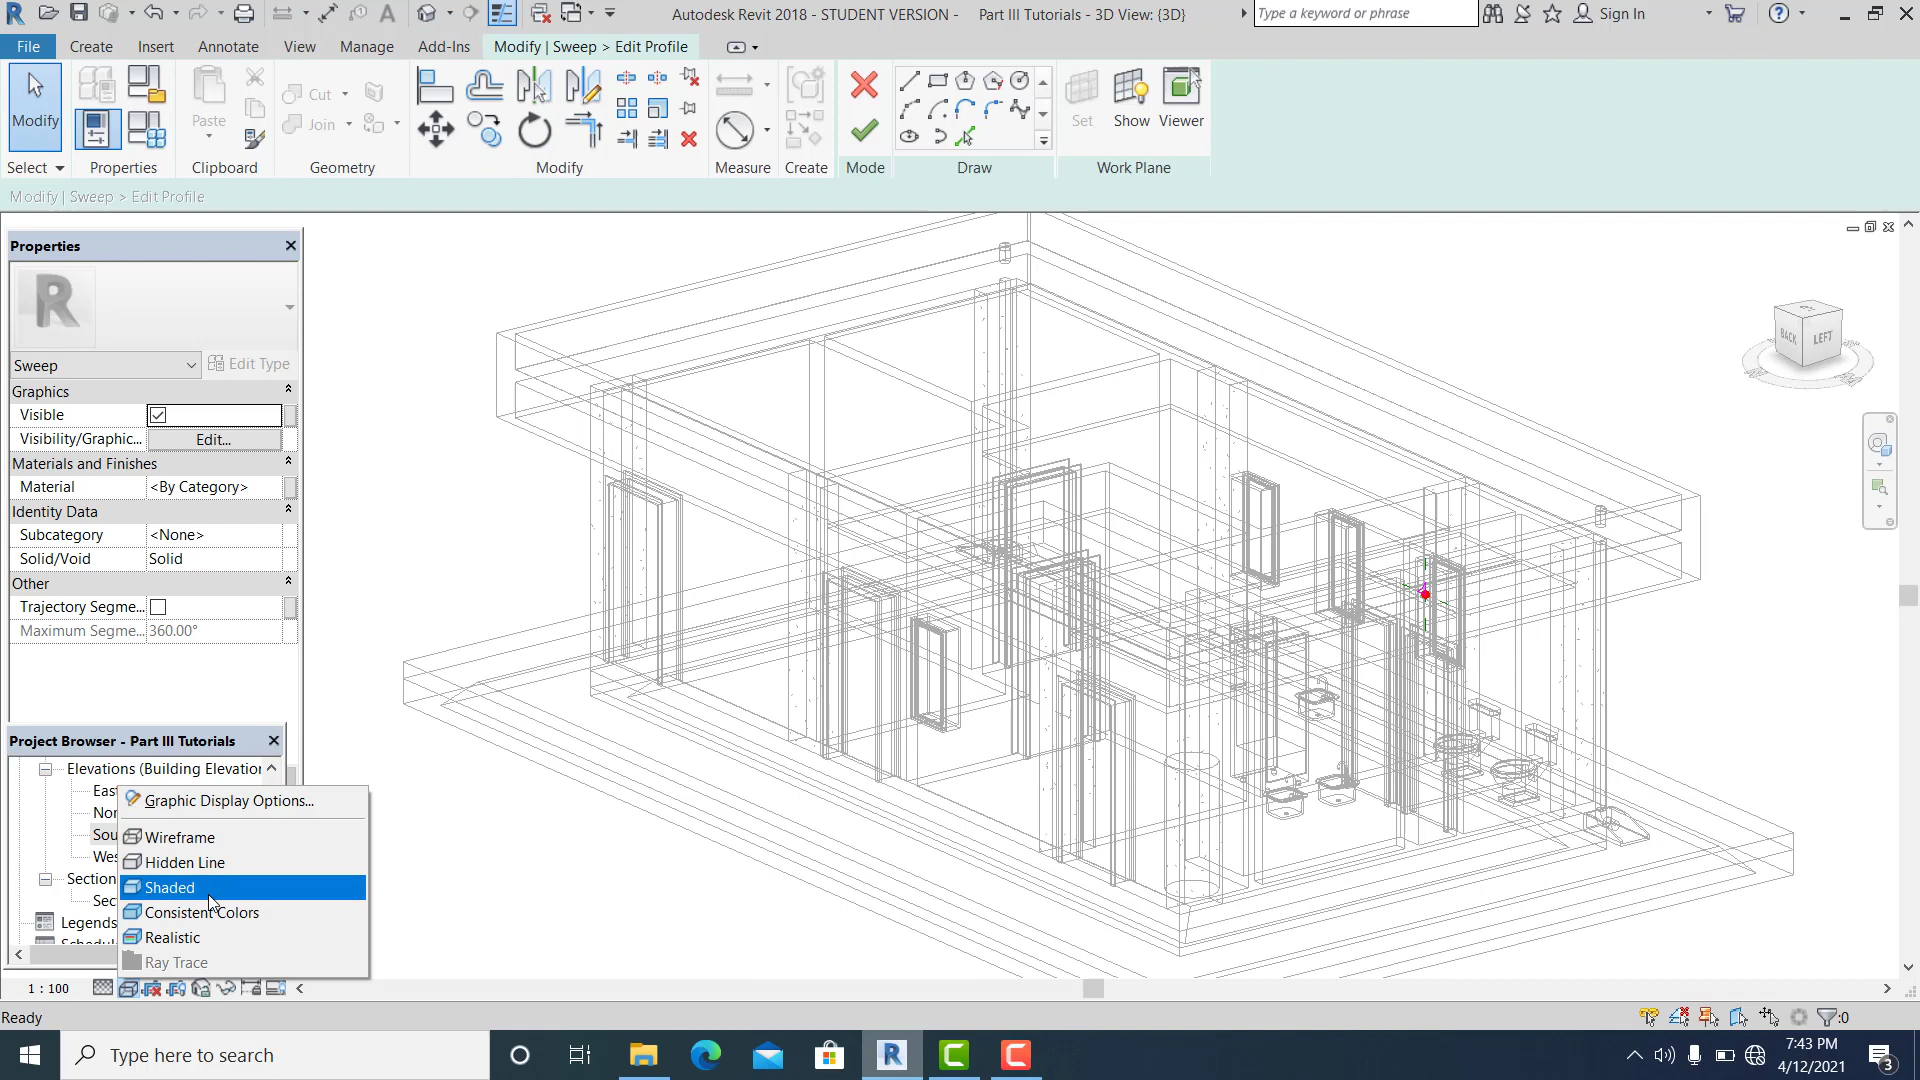 Autodesk Revit 2018 - STUDENT VERSION - Part III Tutorials - 3D View: {3D}
Type a keyword or phrase
Sign In
File Create Insert Annotate View Manage Add-Ins Modify | Sweep > Edit Profile
Modify
Paste
Cut
Join
Set Show Viewer
Select Properties Clipboard Geometry Modify Measure Create Mode Draw Work Plane
Modify | Sweep > Edit Profile
Properties
Sweep Edit Type
Graphics
Visible
Visibility/Graphic... Edit...
Materials and Finishes
Material <By Category>
Identity Data
Subcategory <None>
Solid/Void Solid
Other
Trajectory Segme...
Maximum Segme... 360.00°
BACK LEFT
Project Browser - Part III Tutorials
Elevations (Building Elevation
Eas
Nor
Sou
Wes
Section
Sec
Legends
Graphic Display Options...
Wireframe
Hidden Line
Shaded
Consistent Colors
Realistic
Ray Trace
1 : 100
Ready
:0
Type here to search
7:43 PM
4/12/2021
3